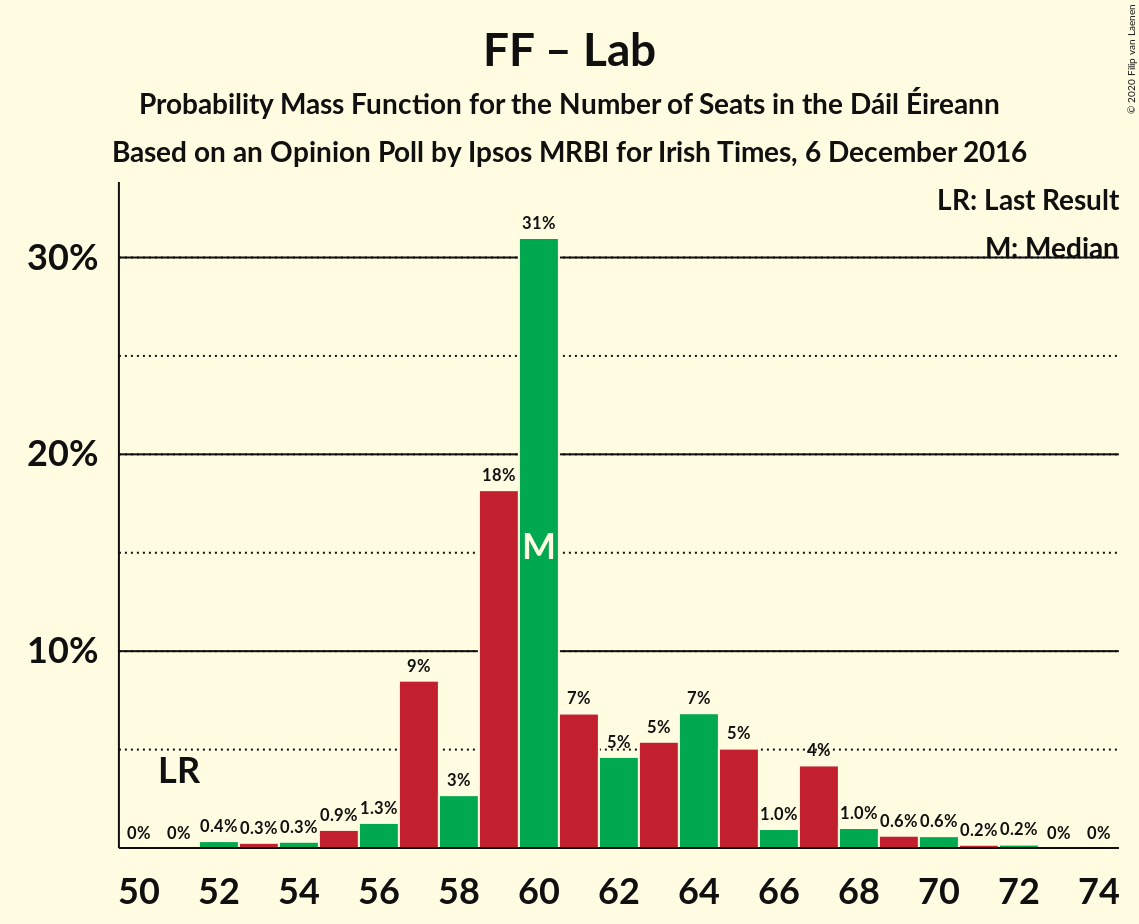 FF – Lab
Probability Mass Function for the Number of Seats in the Dáil Éireann
Based on an Opinion Poll by Ipsos MRBI for Irish Times, 6 December 2016
© 2020 Filip van Laenen
LR: Last Result
M: Median
30%
20%
10%
0% 0% 0.4% 0.3% 0.3% 0.9% 1.3% 9% 3% 18% 31% 7% 5% 5% 7% 5% 1.0% 4% 1.0% 0.6% 0.6% 0.2% 0.2% 0% 0%
M
LR
50 52 54 56 58 60 62 64 66 68 70 72 74